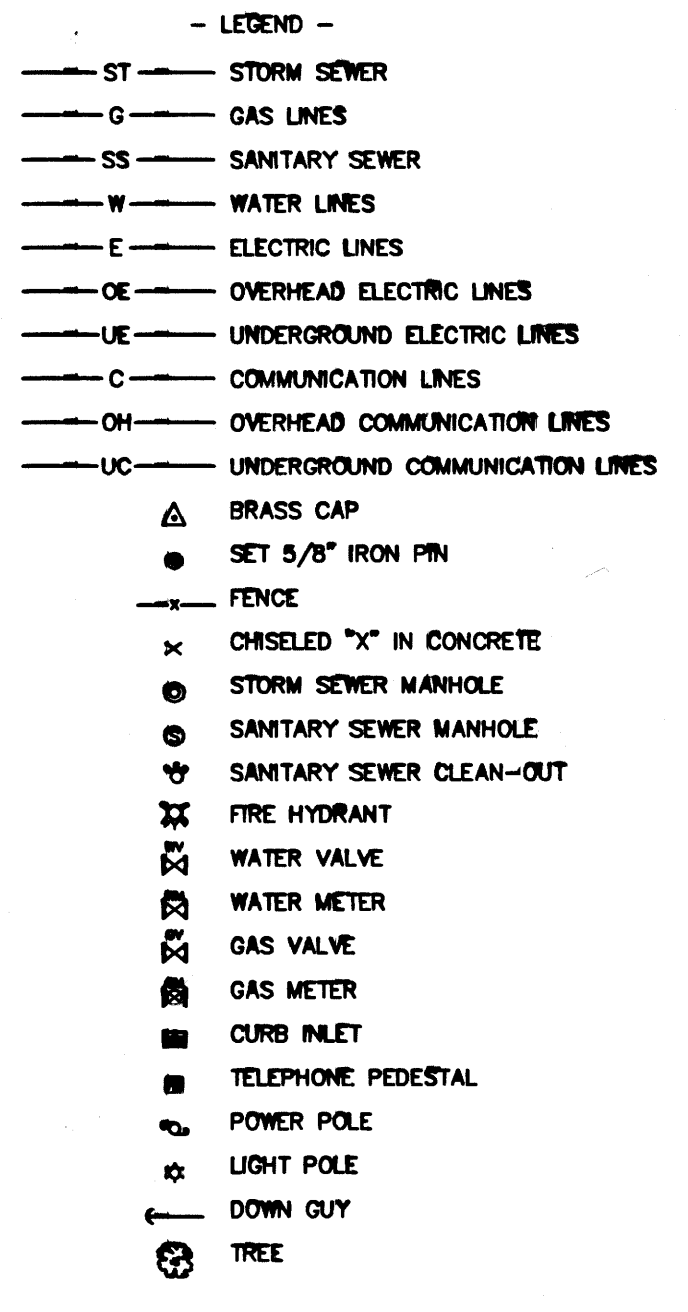 - LEGEND -
ST STORM SEWER
G GAS LINES
SS SANITARY SEWER
W WATER LINES
E ELECTRIC LINES
OE OVERHEAD ELECTRIC LINES
UE UNDERGROUND ELECTRIC LINES
C COMMUNICATION LINES
OH OVERHEAD COMMUNICATION LINES
UC UNDERGROUND COMMUNICATION LINES
BRASS CAP
SET 5/8" IRON PIN
x FENCE
CHISELED "X" IN CONCRETE
STORM SEWER MANHOLE
S SANITARY SEWER MANHOLE
SANITARY SEWER CLEAN-OUT
FIRE HYDRANT
WV WATER VALVE
WATER METER
GV GAS VALVE
GAS METER
CURB INLET
TELEPHONE PEDESTAL
POWER POLE
LIGHT POLE
DOWN GUY
TREE